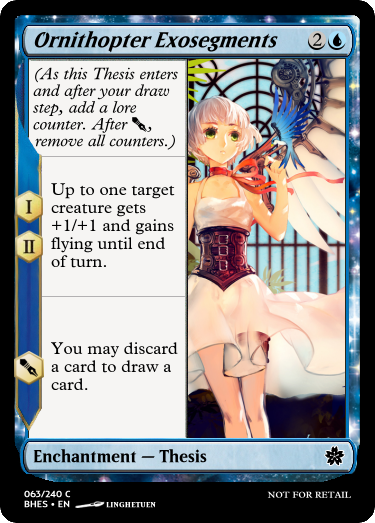 Ornithopter Exosegments 2
(As this Thesis enters
and after your draw
step, add a lore
counter. After ✒,
remove all counters.)
I
II
Up to one target
creature gets
+1/+1 and gains
flying until end
of turn.
You may discard
a card to draw a
card.
Enchantment — Thesis
063/240 C
BHES • EN LINGHETUEN
NOT FOR RETAIL